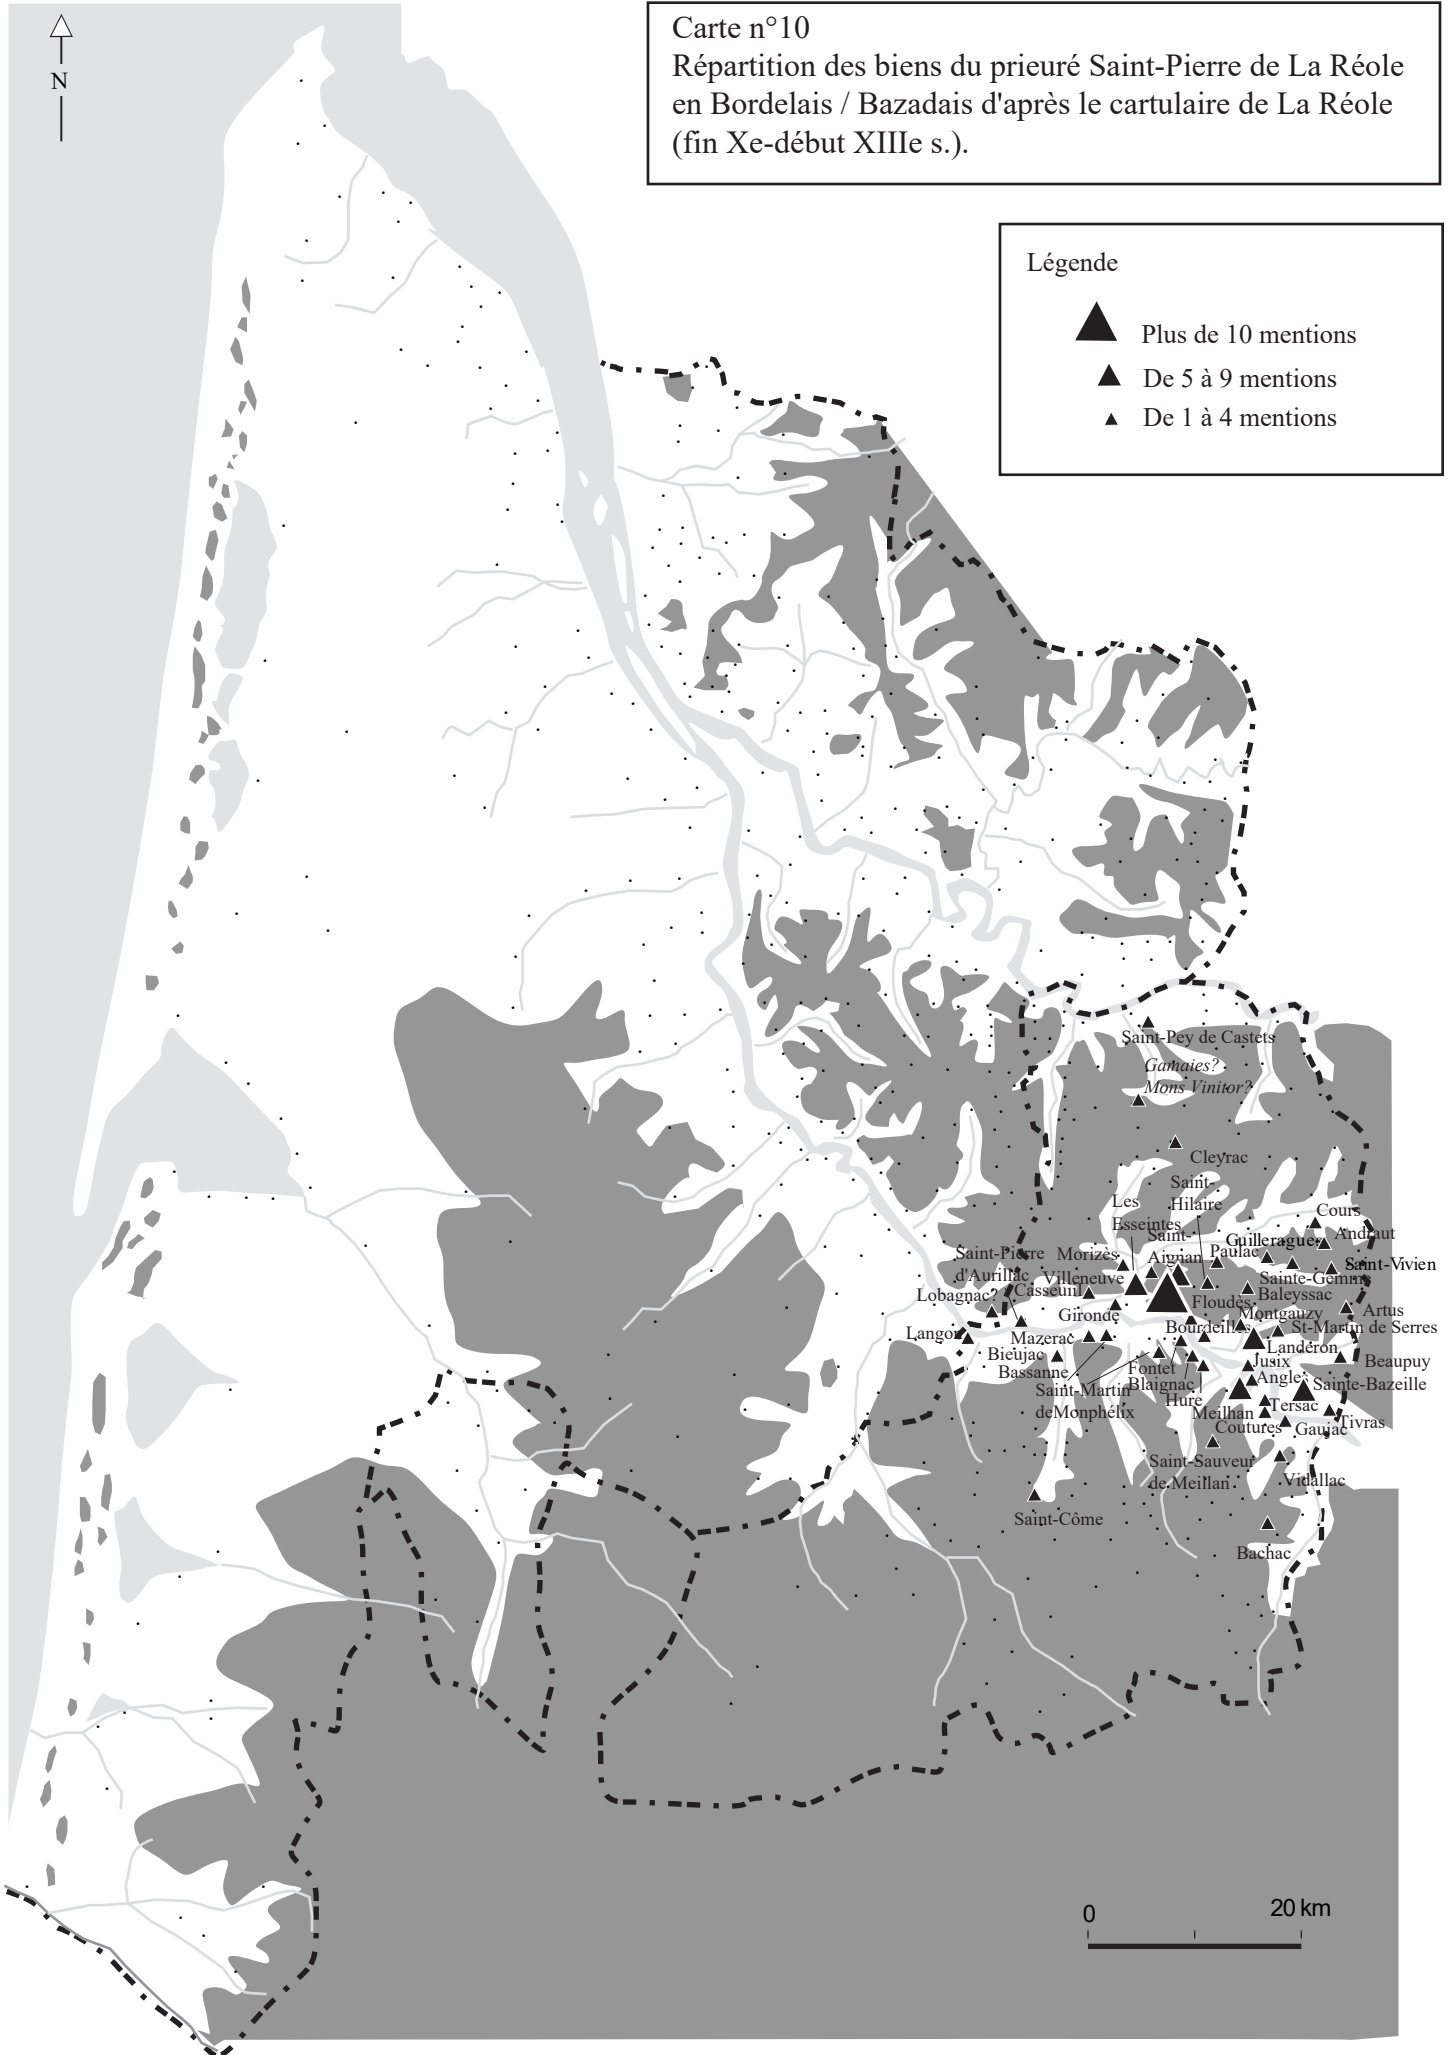 Carte n°10
Répartition des biens du prieuré Saint-Pierre de La Réole
en Bordelais / Bazadais d'après le cartulaire de La Réole
(fin Xe-début XIIIe s.).
N
Légende
Plus de 10 mentions
De 5 à 9 mentions
De 1 à 4 mentions
Saint-Pey de Castets
Gamaies?
Mons Vinitor?
Cleyrac
Saint-
Hilaire
Les
Esseintes
Saint-
Aignan
Cours
Andraut
Guillerague
Paulac
Saint-Vivien
Sainte-Gemme
Baleyssac
Saint-Pierre
d'Aurillac
Morizès
Villeneuve
Casseuil
Lobagnac?
Floudès
Artus
Gironde
Montgauzy
Bourdeilles
St-Martin de Serres
Langon
Mazerac
Landeron
Bieujac
Jusix
Beaupuy
Bassanne
Fontet
Angles
Sainte-Bazeille
Saint-Martin
deMonphélix
Blaignac
Hure
Meilhan
Tersac
Tivras
Coutures
Gaujac
Saint-Sauveur
de Meillan
Vidallac
Saint-Côme
Bachac
0
20 km